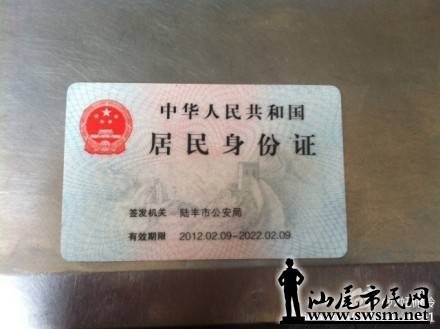 中华人民共和国
居民身份证
签发机关 陆丰市公安局
有效期限 2012.02.09-2022.02.09
汕尾市民网
www.swsm.net